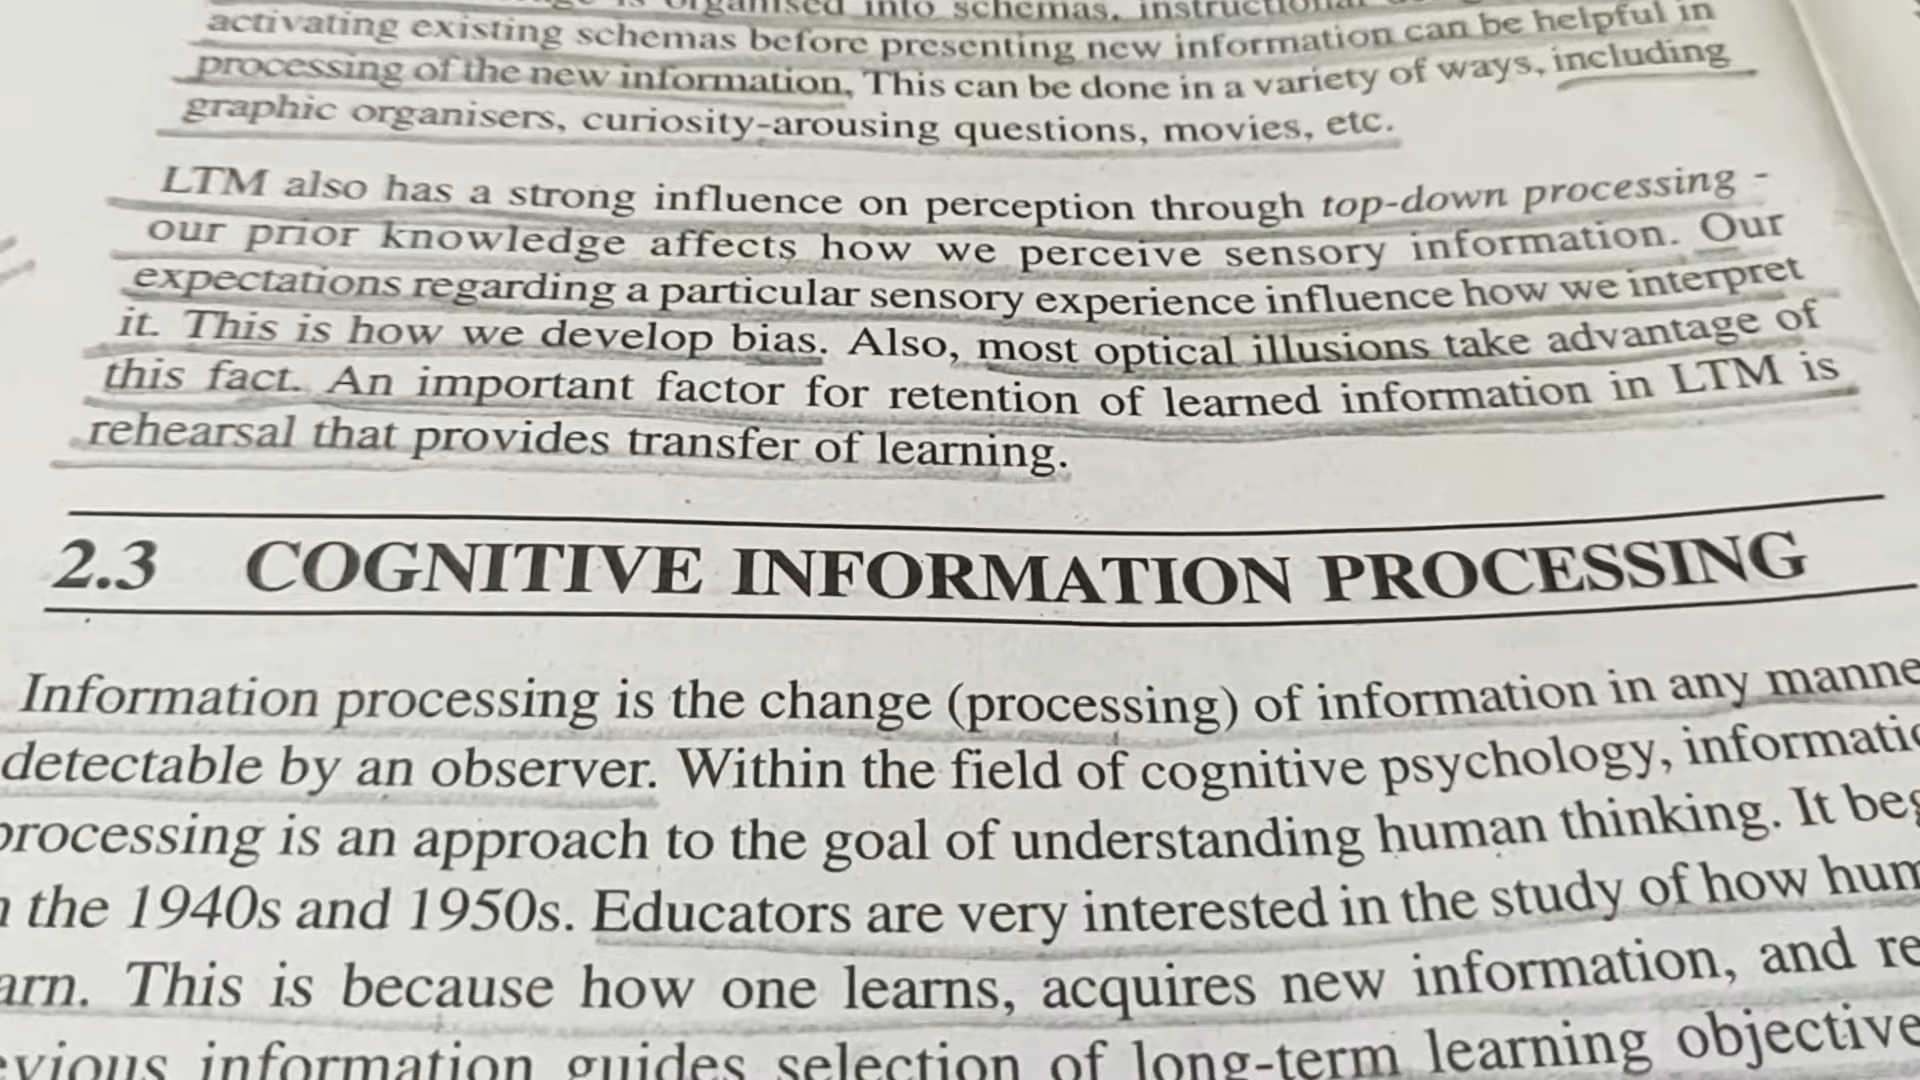 organised into schemas, instructional
activating existing schemas before presenting new information can be helpful in
processing of the new information, This can be done in a variety of ways, including
graphic organisers, curiosity-arousing questions, movies, etc.
LTM also has a strong influence on perception through top-down processing -
our prior knowledge affects how we perceive sensory information. Our
expectations regarding a particular sensory experience influence how we interpret
it. This is how we develop bias. Also, most optical illusions take advantage of
this fact. An important factor for retention of learned information in LTM is
rehearsal that provides transfer of learning.
2.3 COGNITIVE INFORMATION PROCESSING
Information processing is the change (processing) of information in any manne
detectable by an observer. Within the field of cognitive psychology, informatio
processing is an approach to the goal of understanding human thinking. It beg
the 1940s and 1950s. Educators are very interested in the study of how hum
arn. This is because how one learns, acquires new information, and re
evious information guides selection of long-term learning objective